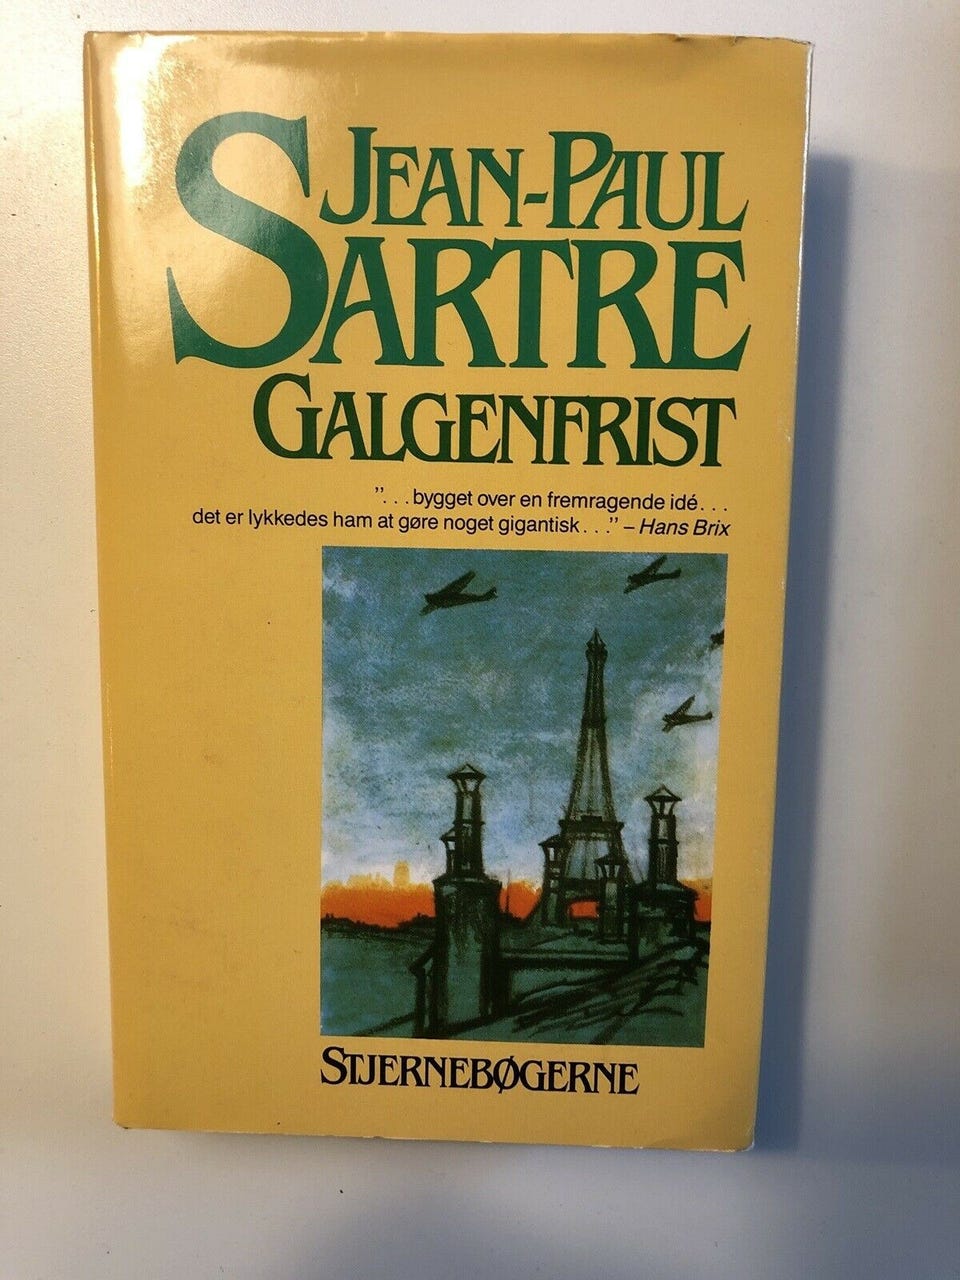 JEAN-PAUL
SARTRE
GALGENFRIST
”. . . bygget over en fremragende idé. . .
det er lykkedes ham at gøre noget gigantisk . . .” – Hans Brix
STJERNEBØGERNE